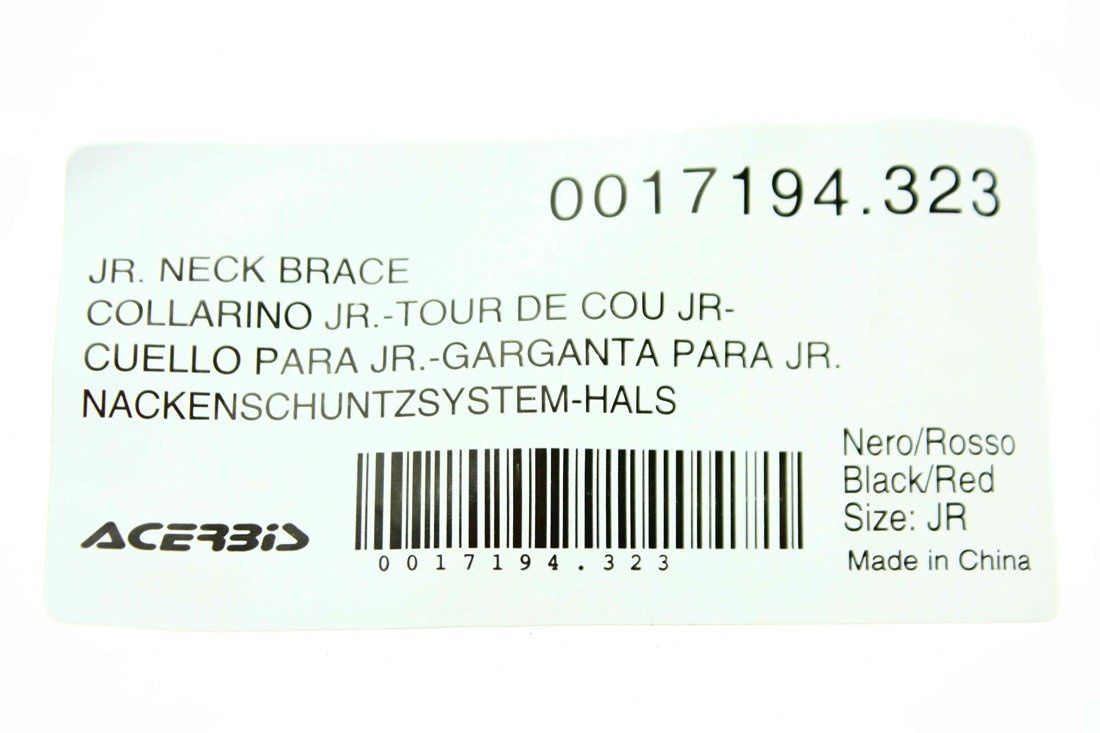 0017194.323
JR. NECK BRACE
COLLARINO JR.-TOUR DE COU JR-
CUELLO PARA JR.-GARGANTA PARA JR.
NACKENSCHUNTZSYSTEM-HALS
Nero/Rosso
Black/Red
Size: JR
Made in China
ACERBIS
0017194.323